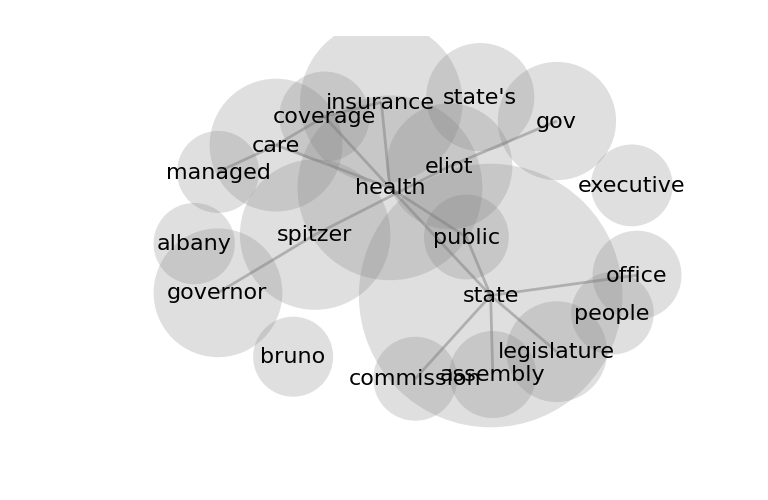 state's
insurance
coverage
gov
care
eliot
managed
executive
health
spitzer
public
albany
office
governor
state
people
legislature
bruno
assembly
commission